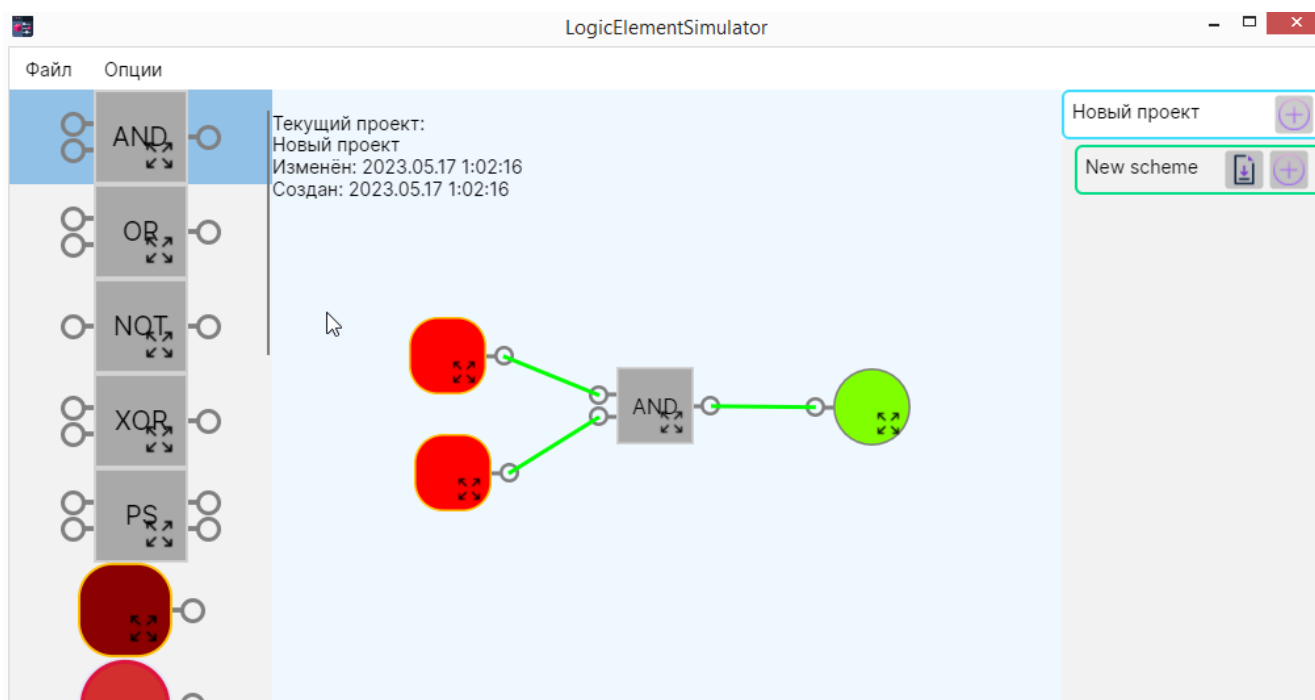 LogicElementSimulator
Файл Опции
AND
OR
NOT
XOR
PS
Текущий проект:
Новый проект
Изменён: 2023.05.17 1:02:16
Создан: 2023.05.17 1:02:16
AND
Новый проект
New scheme